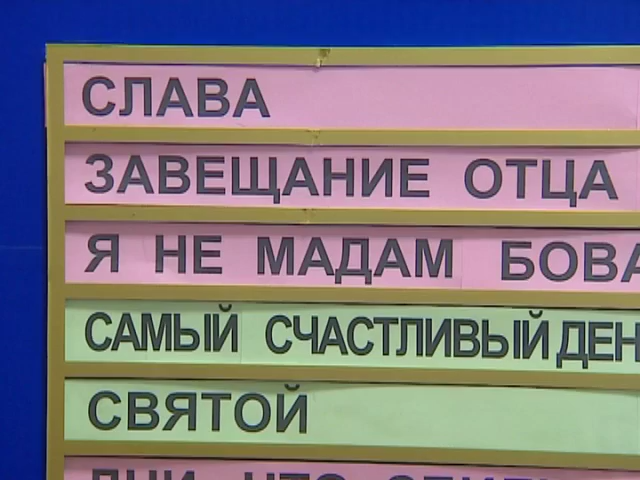 СЛАВА
ЗАВЕЩАНИЕ ОТЦА
Я НЕ МАДАМ БОВА
САМЫЙ СЧАСТЛИВЫЙ ДЕН
СВЯТОЙ